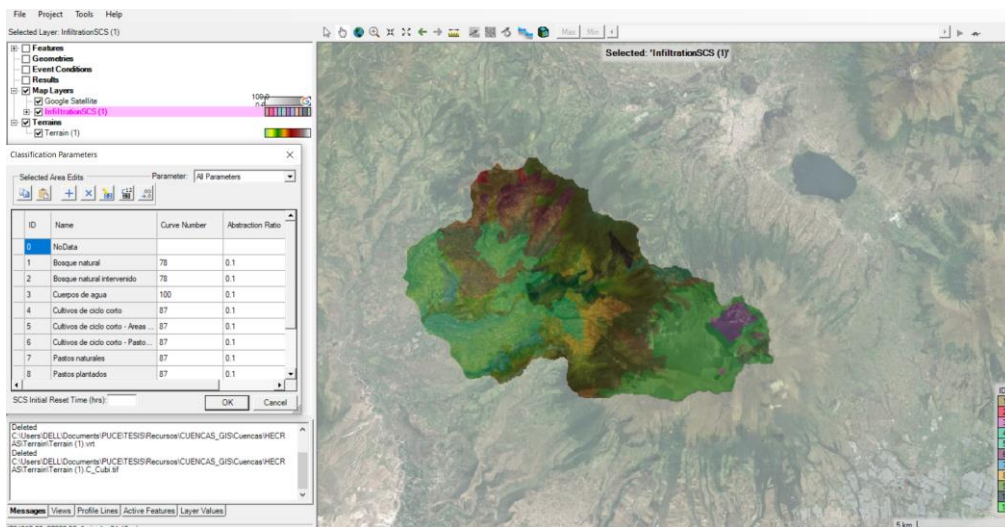 File Project Tools Help
Selected Layer: InfiltrationSCS (1)
Max Min
Features
Geometries
Event Conditions
Results
Map Layers
Google Satellite
InfiltrationSCS (1)
Terrains
Terrain (1)
Selected: 'InfiltrationSCS (1)'
Classification Parameters
Selected Area Edits Parameter: All Parameters
ID Name Curve Number Abstraction Ratio
0 NoData
1 Bosque natural 78 0.1
2 Bosque natural intervenido 78 0.1
3 Cuerpos de agua 100 0.1
4 Cultivos de ciclo corto 87 0.1
5 Cultivos de ciclo corto - Areas ... 87 0.1
6 Cultivos de ciclo corto - Pasto... 87 0.1
7 Pastos naturales 87 0.1
8 Pastos plantados 87 0.1
SCS Initial Reset Time (hrs): OK Cancel
Deleted
C:\Users\DELL\Documents\PUCE\TESIS\Recursos\CUENCAS_GIS\Cuencas\HECR
AS\Terrain\Terrain (1).vrt
Deleted
C:\Users\DELL\Documents\PUCE\TESIS\Recursos\CUENCAS_GIS\Cuencas\HECR
AS\Terrain\Terrain (1).C_Cubi.tif
Messages Views Profile Lines Active Features Layer Values
ID
5 km